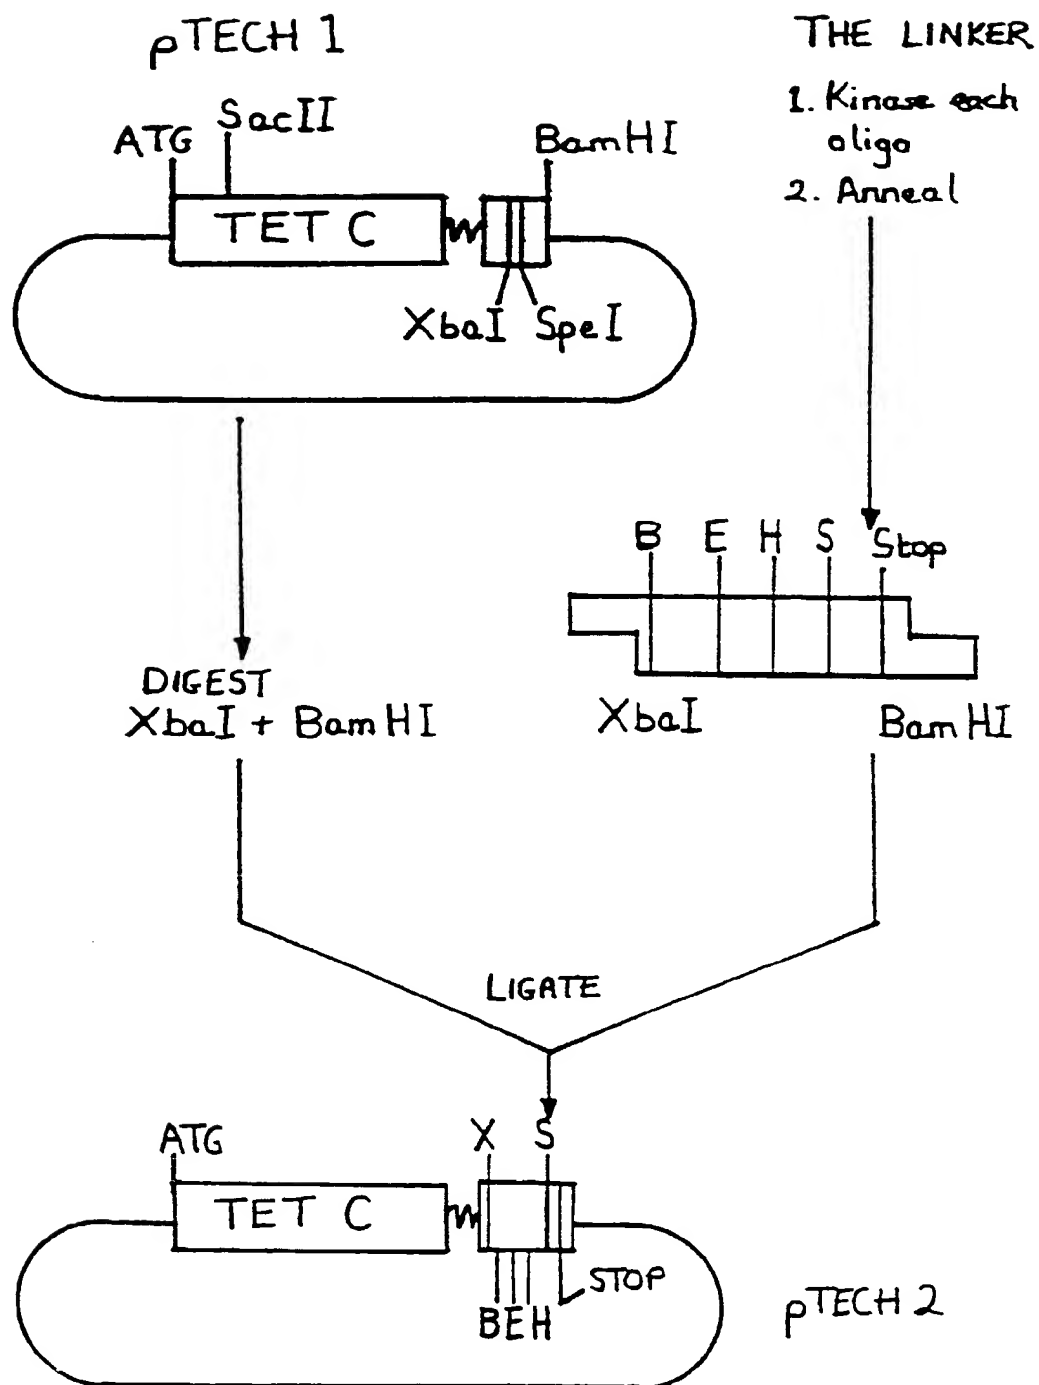 pTECH 1
ATG
SacII
BamHI
TET C
XbaI
SpeI
THE LINKER
1. Kinase each
oligo
2. Anneal
B E H S Stop
XbaI
BamHI
DIGEST
XbaI + BamHI
LIGATE
ATG
X
S
TET C
BEH
STOP
pTECH 2